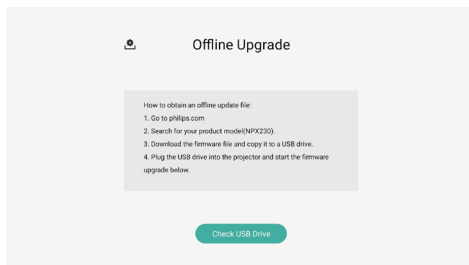 Offline Upgrade
How to obtain an offline update file:
1. Go to philips.com
2. Search for your product model(NPX230).
3. Download the firmware file and copy it to a USB drive.
4. Plug the USB drive into the projector and start the firmware
upgrade below.
Check USB Drive